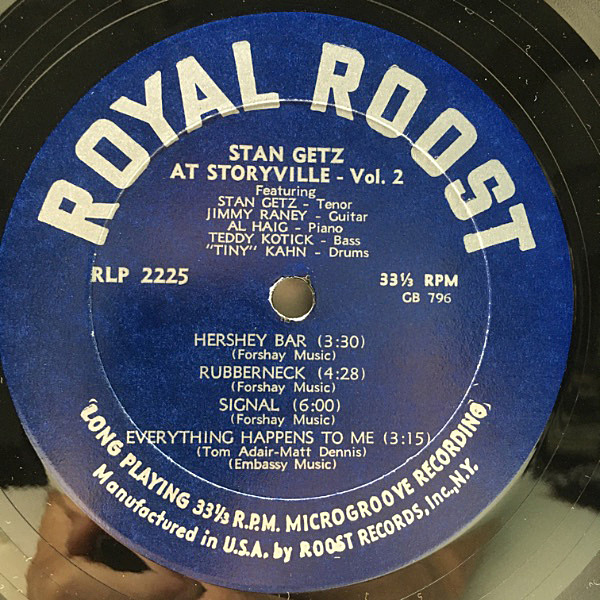 ROYAL ROOST
STAN GETZ
AT STORYVILLE - Vol. 2
Featuring
STAN GETZ - Tenor
JIMMY RANEY - Guitar
AL HAIG - Piano
TEDDY KOTICK - Bass
"TINY" KAHN - Drums
RLP 2225
33⅓ RPM
GB 796
HERSHEY BAR (3:30)
(Forshay Music)
RUBBERNECK (4:28)
(Forshay Music)
SIGNAL (6:00)
(Forshay Music)
EVERYTHING HAPPENS TO ME (3:15)
(Tom Adair-Matt Dennis)
(Embassy Music)
(LONG PLAYING 33⅓ R.P.M. MICROGROOVE RECORDING)
Manufactured in U.S.A. by ROOST RECORDS, Inc., N.Y.